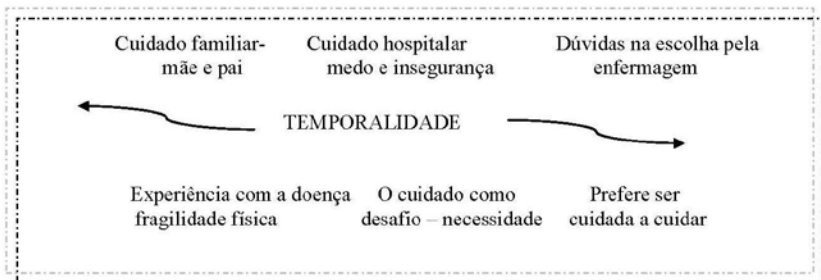 Cuidado familiar- Cuidado hospitalar Dúvidas na escolha pela
mãe e pai medo e insegurança enfermagem
TEMPORALIDADE
Experiência com a doença O cuidado como Prefere ser
fragilidade física desafio – necessidade cuidada a cuidar